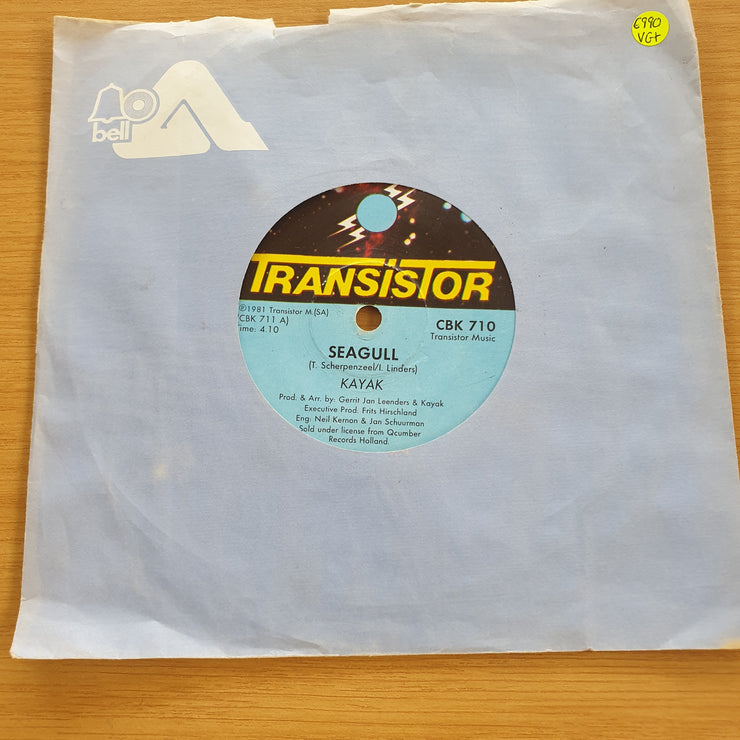 6990
VG+
bell
TRANSISTOR
℗1981 Transistor M.(SA)
(CBK 711 A)
Time: 4.10
CBK 710
Transistor Music
SEAGULL
(T. Scherpenzeel/I. Linders)
KAYAK
Prod. & Arr. by: Gerrit Jan Leenders & Kayak
Executive Prod. Frits Hirschland
Eng: Neil Kernon & Jan Schuurman
Sold under license from Qcumber
Records Holland.